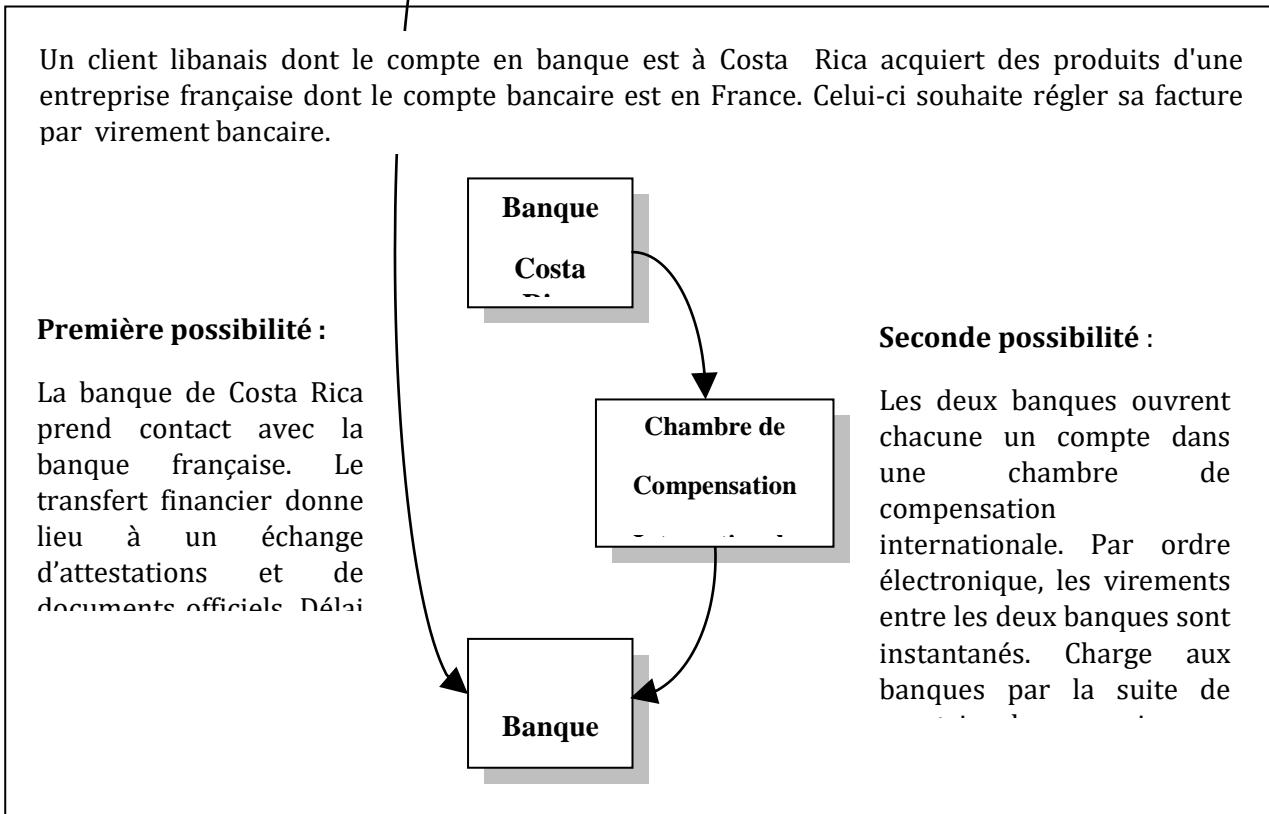 Un client libanais dont le compte en banque est à Costa Rica acquiert des produits d'une
entreprise française dont le compte bancaire est en France. Celui-ci souhaite régler sa facture
par virement bancaire.
Banque
Costa
Première possibilité :
La banque de Costa Rica
prend contact avec la
banque française. Le
transfert financier donne
lieu à un échange
d’attestations et de
documents officiels. Délai
Chambre de
Compensation
Seconde possibilité :
Les deux banques ouvrent
chacune un compte dans
une chambre de
compensation
internationale. Par ordre
électronique, les virements
entre les deux banques sont
instantanés. Charge aux
banques par la suite de
Banque